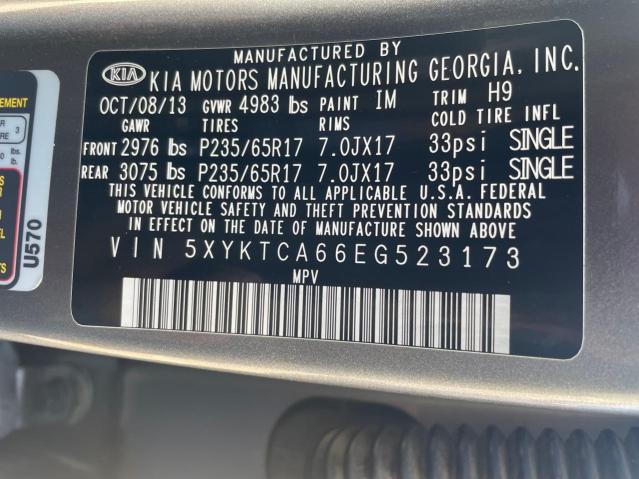 MANUFACTURED BY
KIA KIA MOTORS MANUFACTURING GEORGIA, INC.
OCT/08/13 GVWR 4983 lbs PAINT IM TRIM H9
GAWR TIRES RIMS COLD TIRE INFL
FRONT 2976 lbs P235/65R17 7.0JX17 33psi SINGLE
REAR 3075 lbs P235/65R17 7.0JX17 33psi SINGLE
THIS VEHICLE CONFORMS TO ALL APPLICABLE U.S.A. FEDERAL
MOTOR VEHICLE SAFETY AND THEFT PREVENTION STANDARDS
IN EFFECT ON THE DATE OF MANUFACTURE SHOWN ABOVE
VIN 5XYKTCA66EG523173
MPV
U570